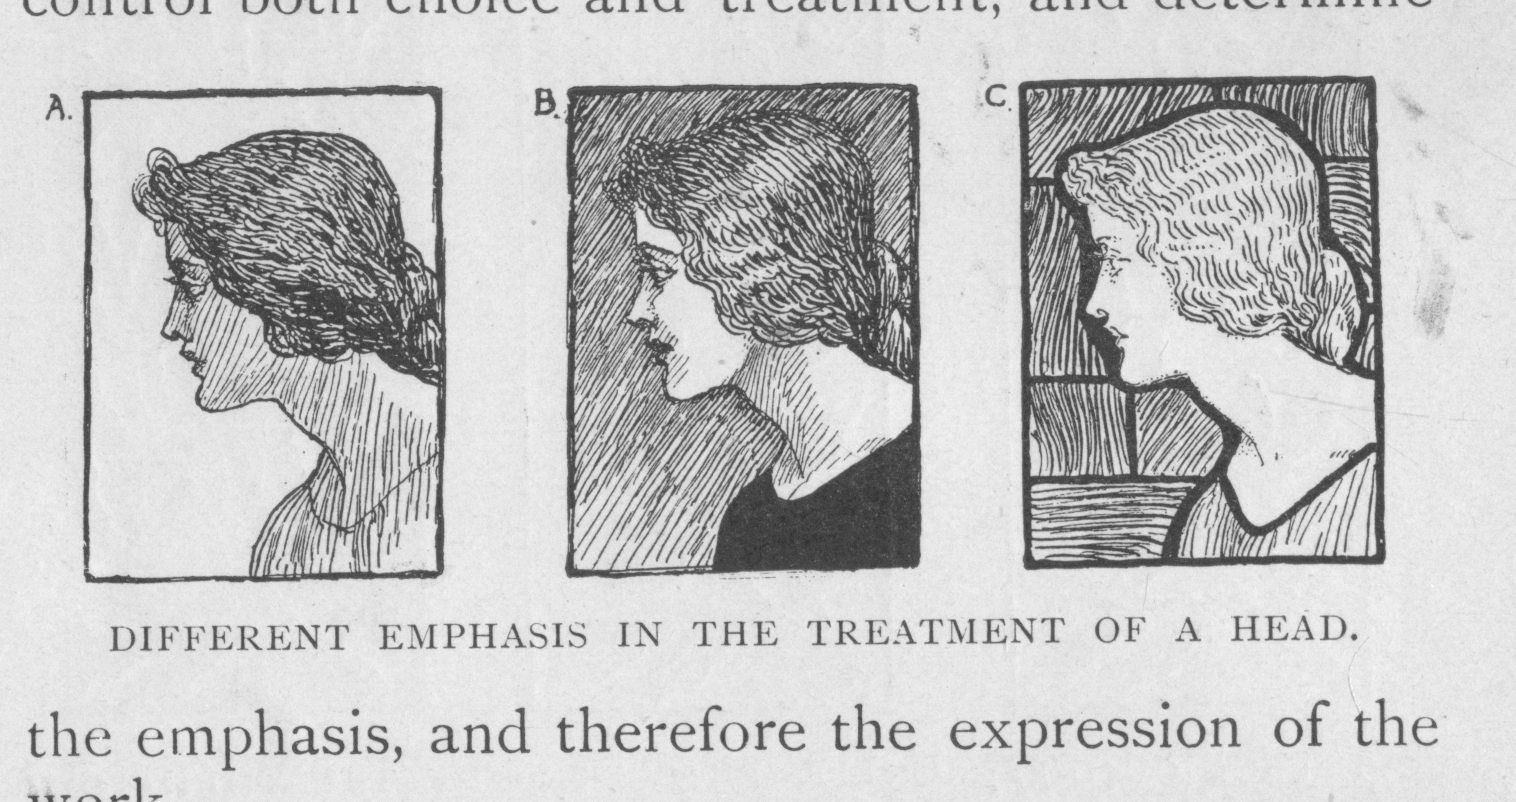 control both choice and treatment, and determine
A. B. C.
DIFFERENT EMPHASIS IN THE TREATMENT OF A HEAD.
the emphasis, and therefore the expression of the
work.